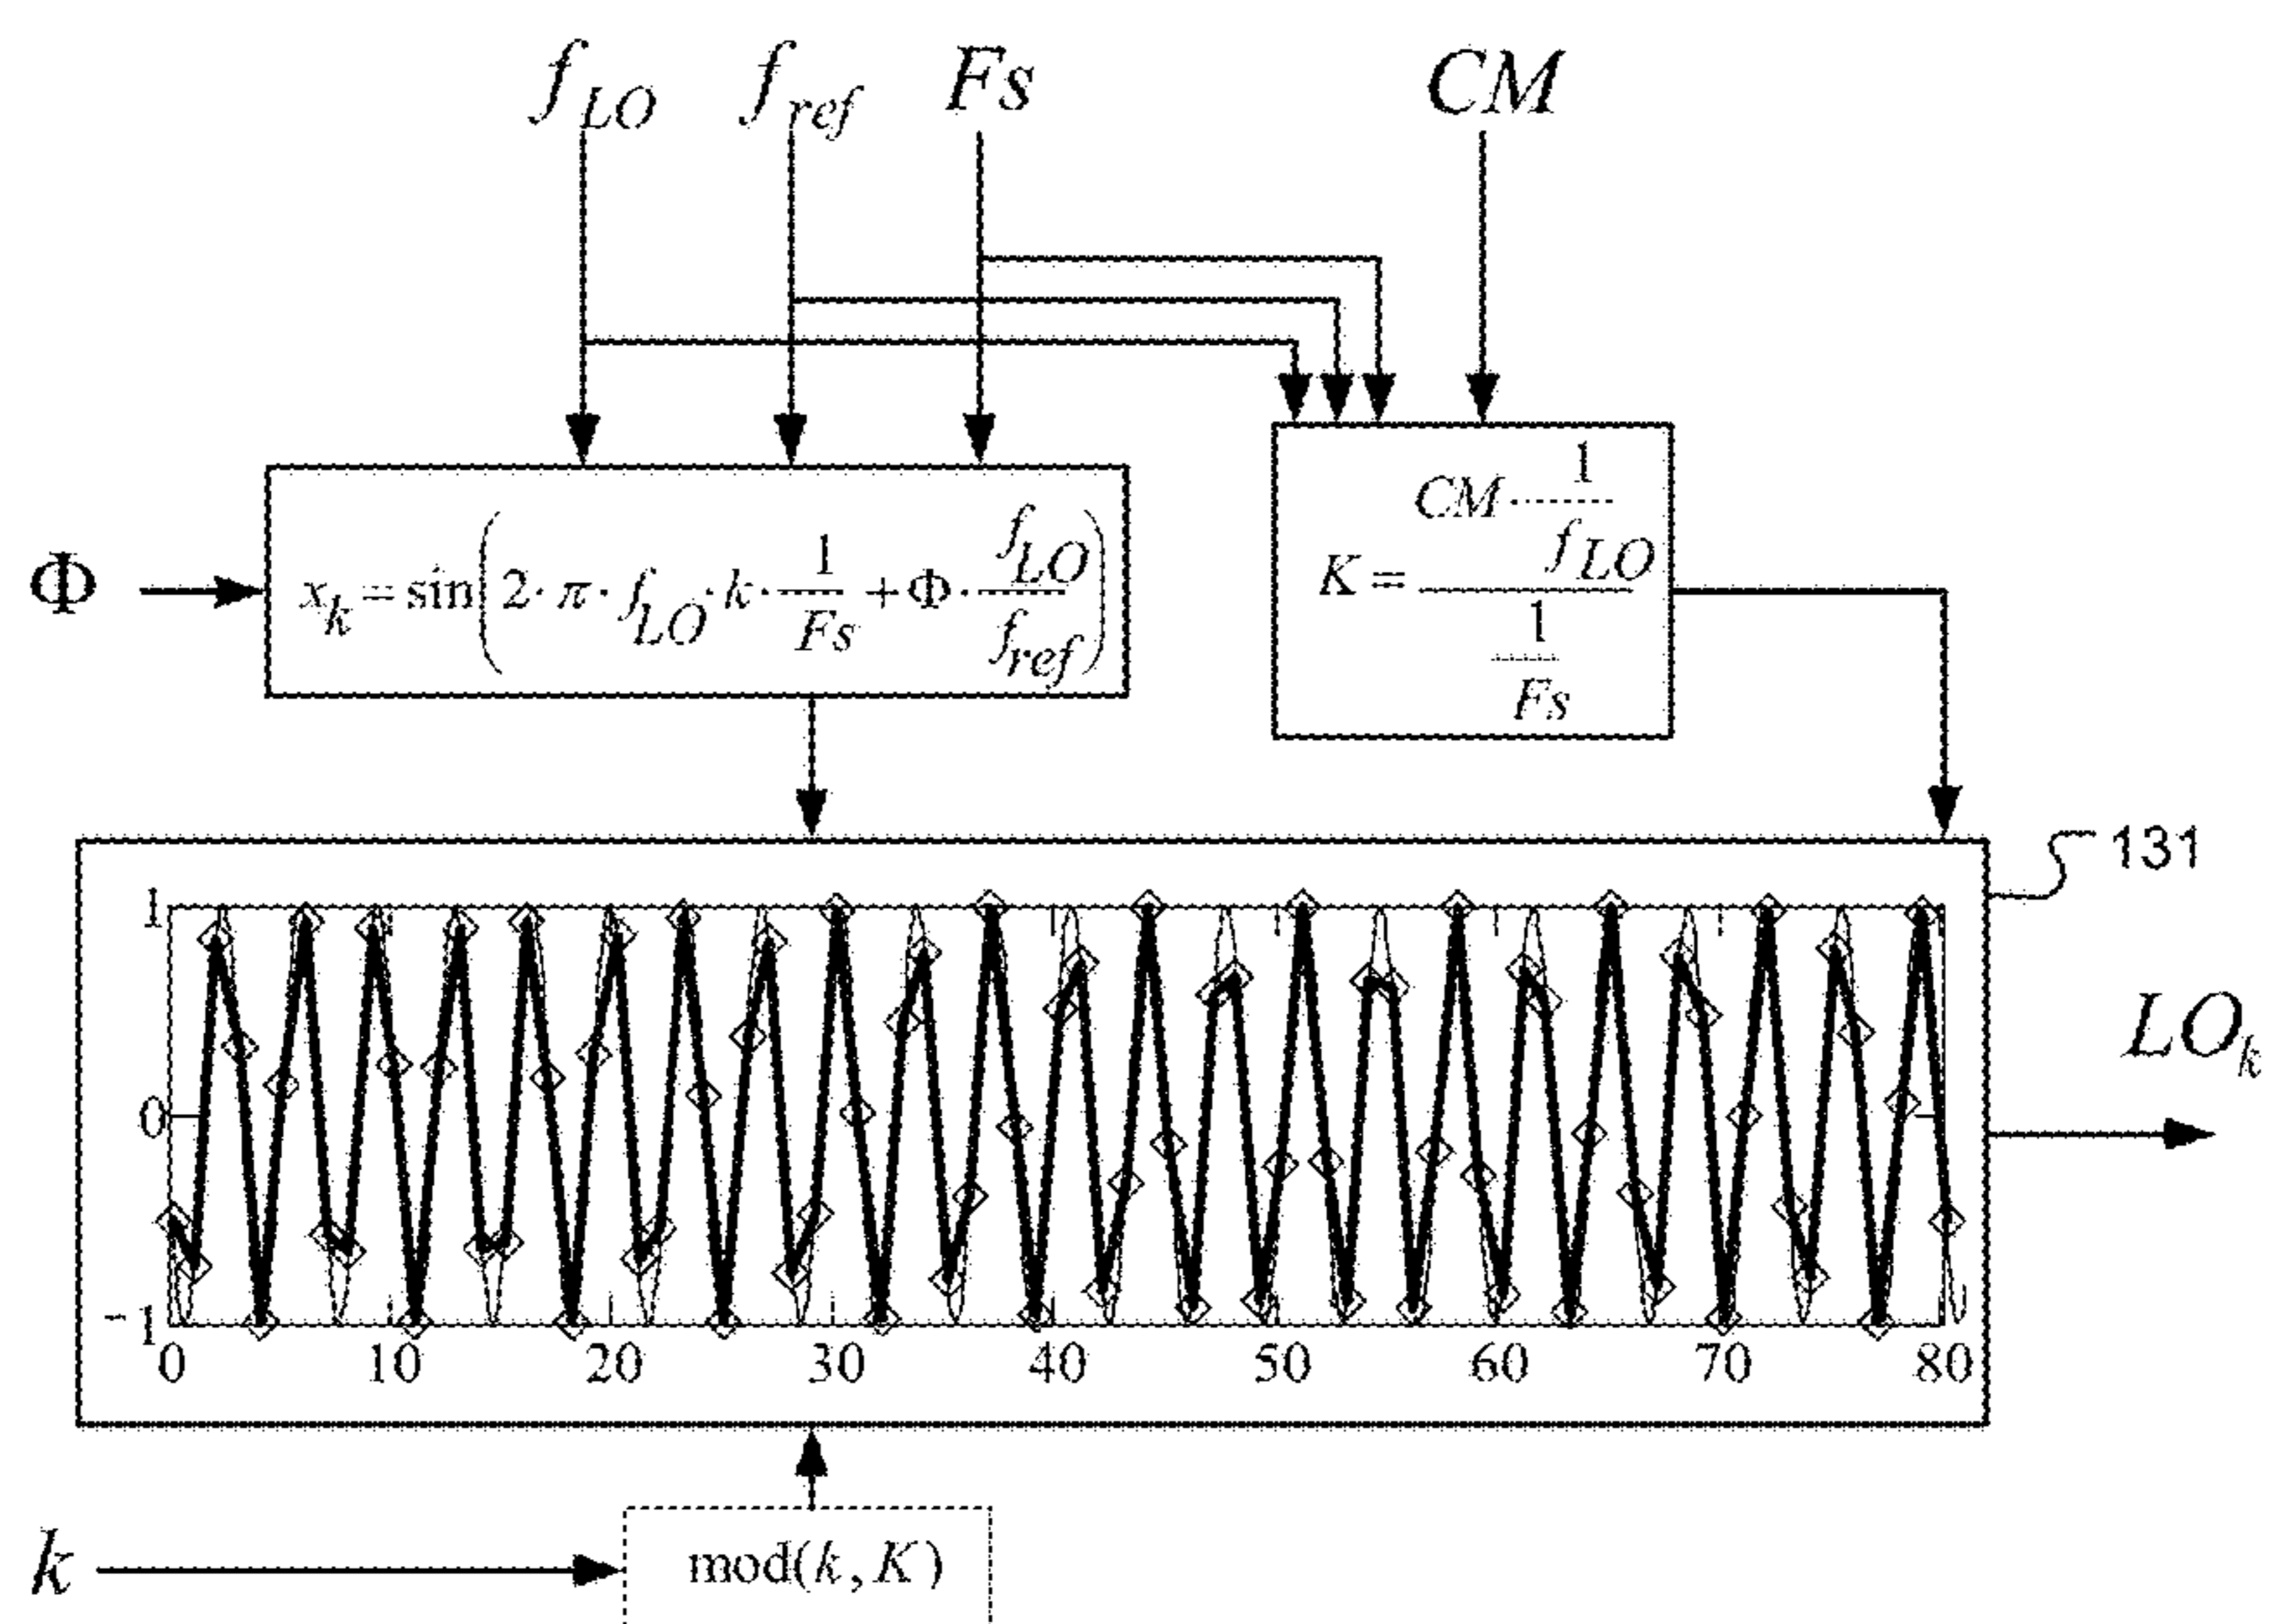 f_LO f_ref Fs CM
Φ
x_k = sin(2 · π · f_LO · k · 1/Fs + Φ · f_LO/f_ref)
K = (CM · 1/f_LO)/(1/Fs)
131
1
0
-1
0 10 20 30 40 50 60 70 80
LO_k
k
mod(k, K)